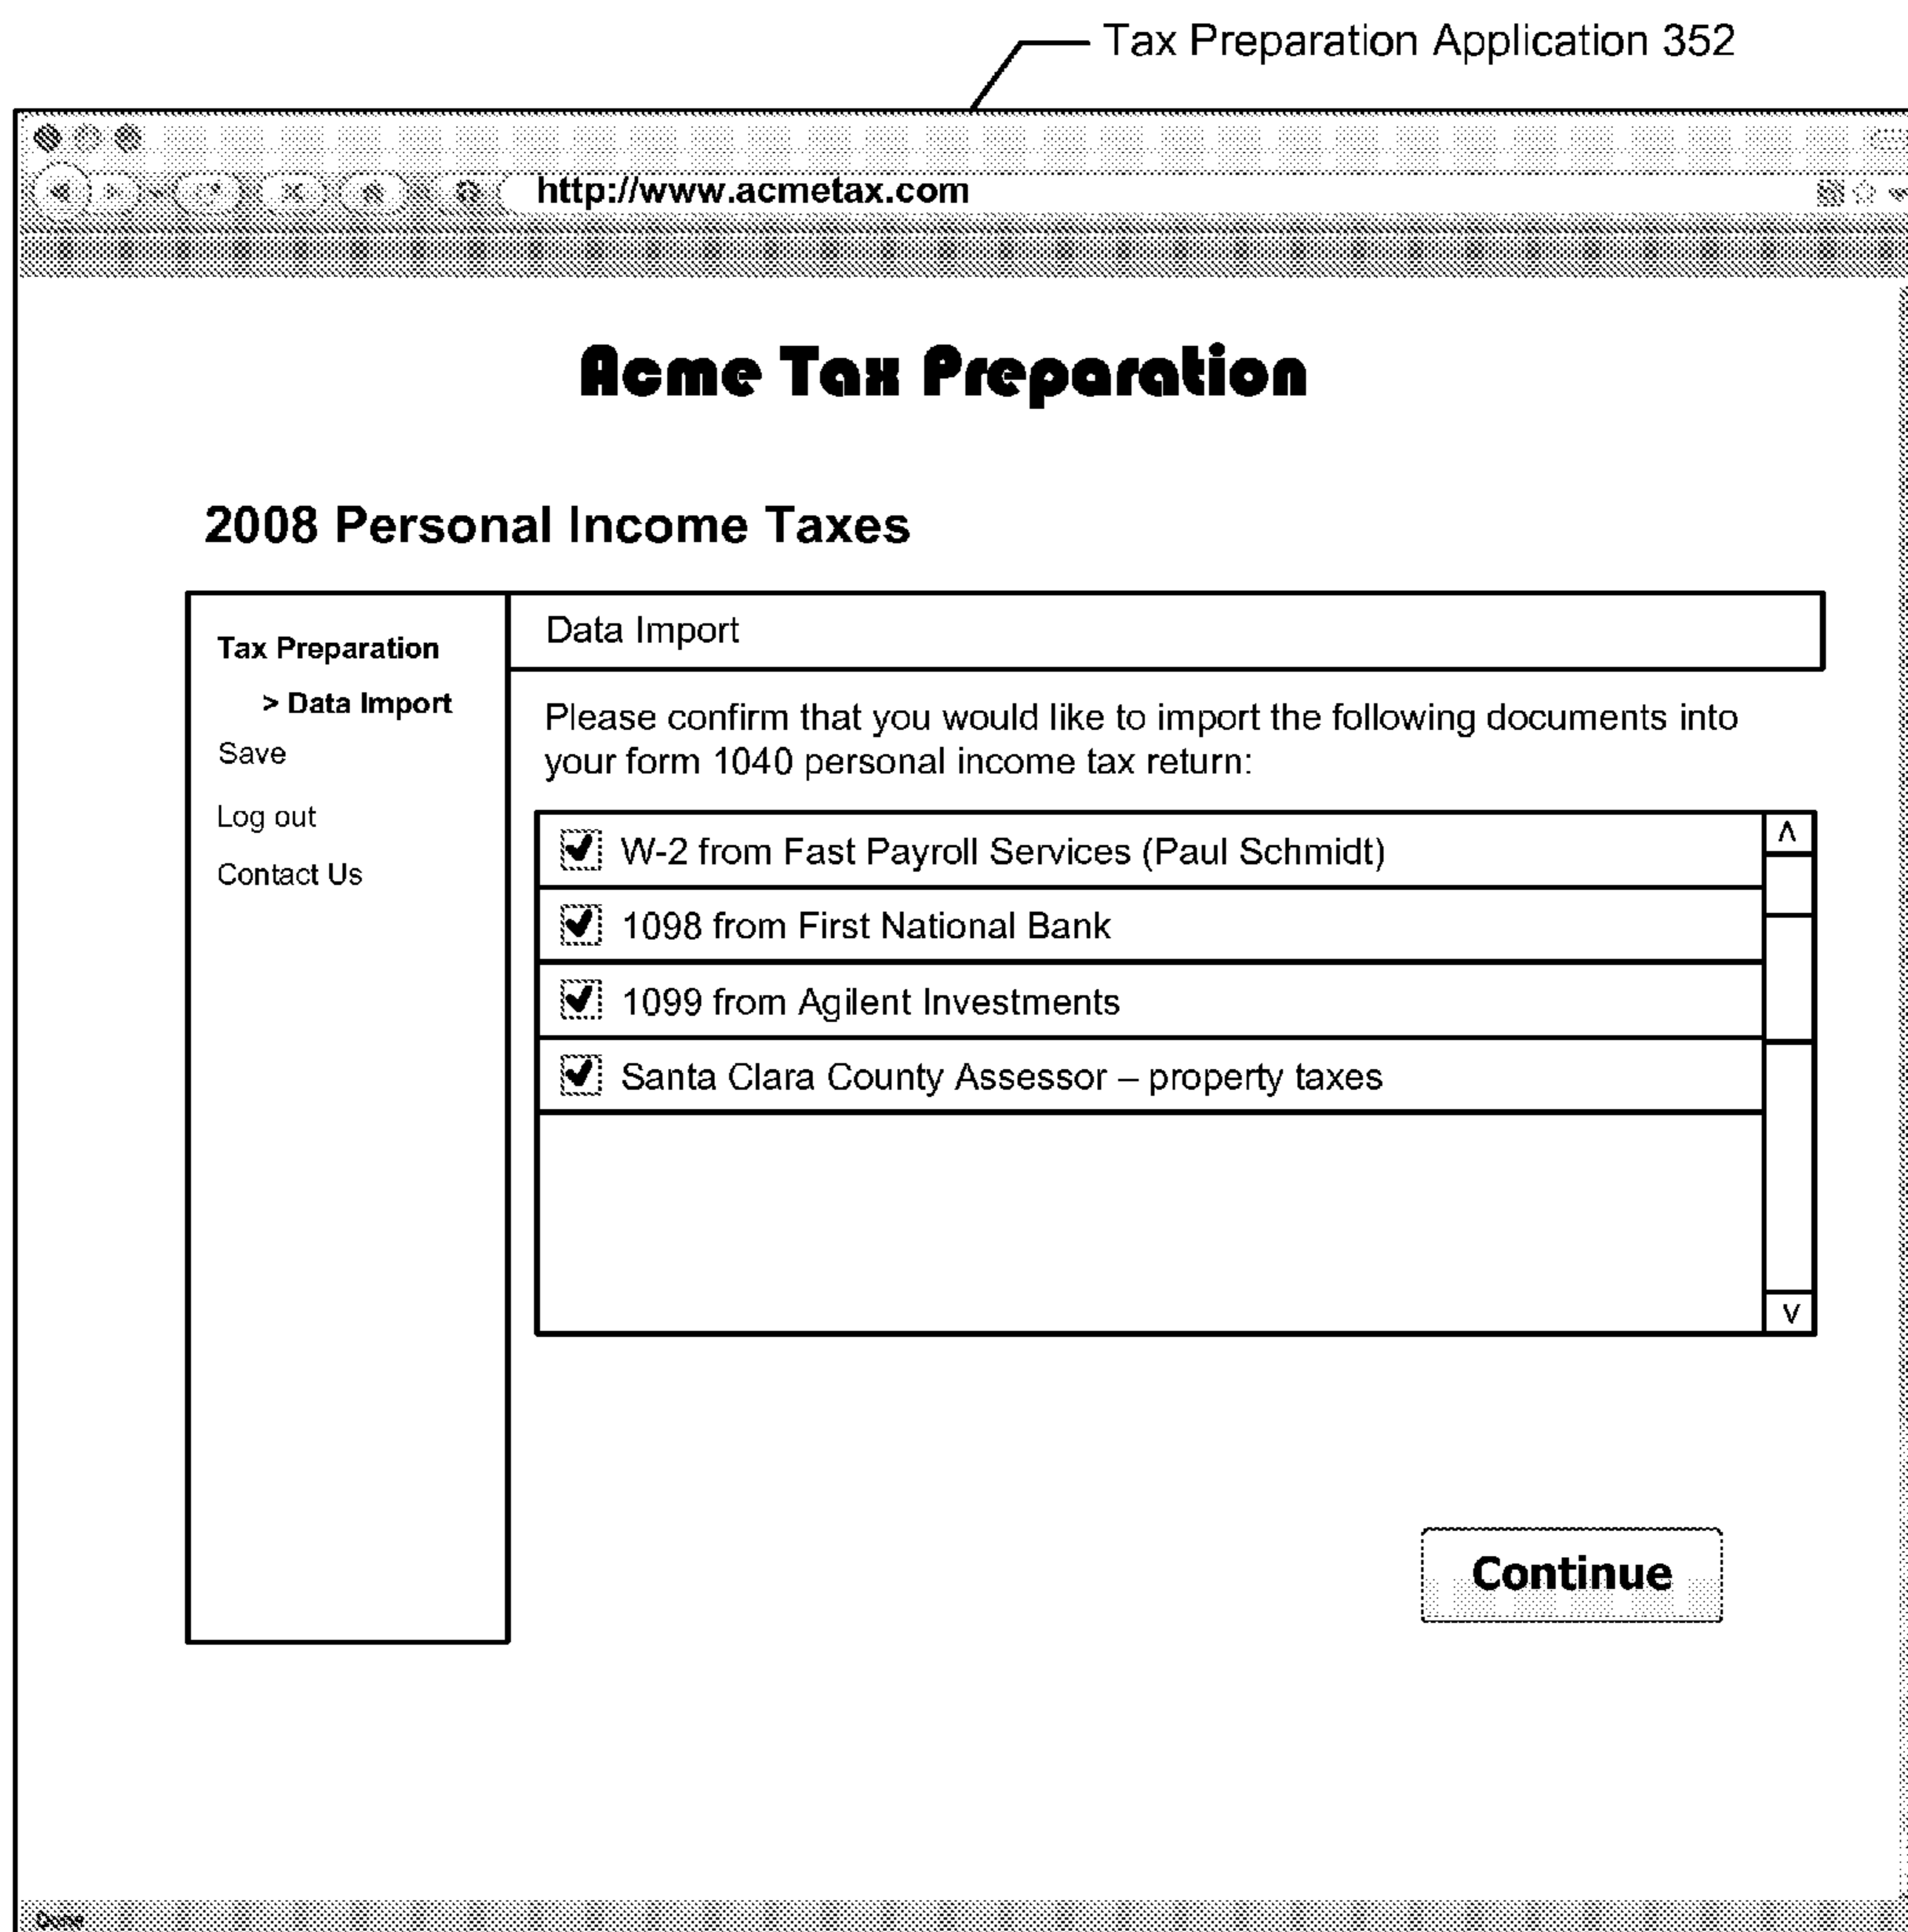 Tax Preparation Application 352
http://www.acmetax.com
Acme Tax Preparation
2008 Personal Income Taxes
Tax Preparation
> Data Import
Save
Log out
Contact Us
Data Import
Please confirm that you would like to import the following documents into
your form 1040 personal income tax return:
W-2 from Fast Payroll Services (Paul Schmidt)
1098 from First National Bank
1099 from Agilent Investments
Santa Clara County Assessor – property taxes
Continue
Done